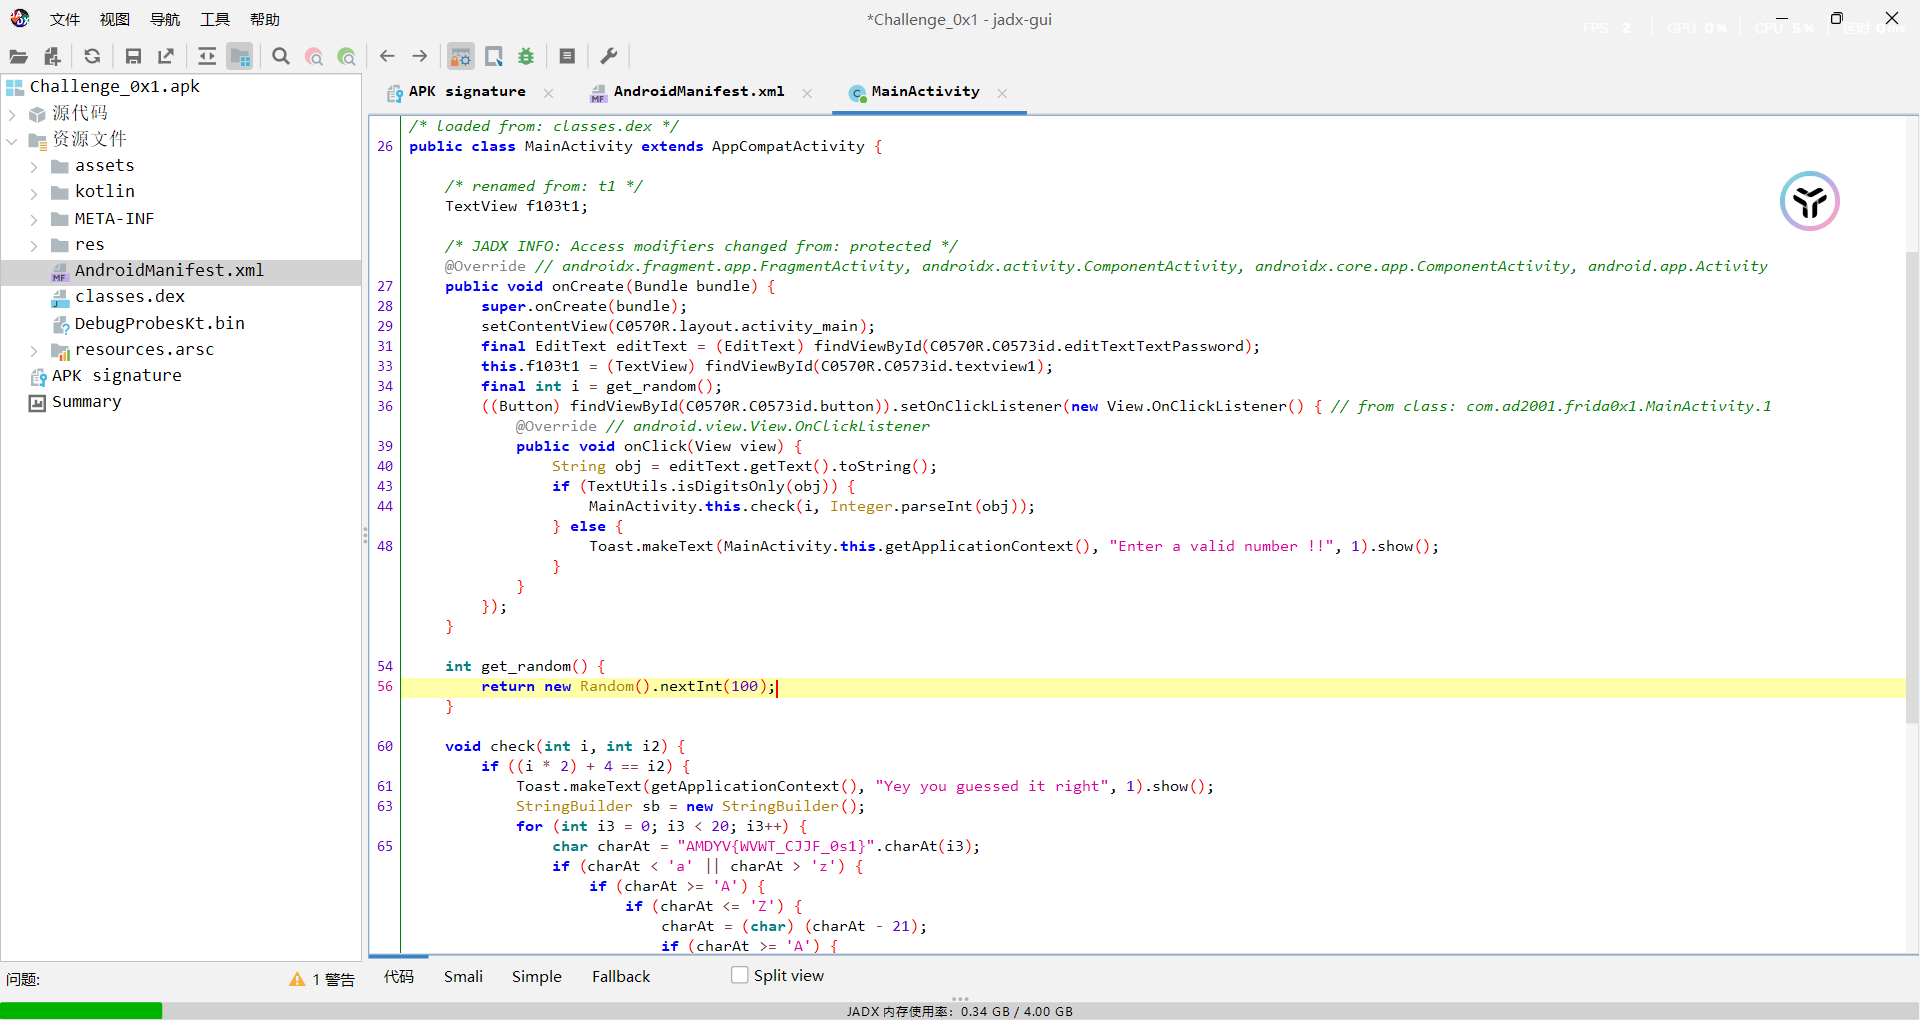 文件 视图 导航 工具 帮助
*Challenge_0x1 - jadx-gui
FPS 2 GPU 0% CPU 5% 延时 0
Challenge_0x1.apk
源代码
资源文件
assets
kotlin
META-INF
res
AndroidManifest.xml
classes.dex
DebugProbesKt.bin
resources.arsc
APK signature
Summary
APK signature AndroidManifest.xml MainActivity
/* loaded from: classes.dex */
26 public class MainActivity extends AppCompatActivity {
/* renamed from: t1 */
TextView f103t1;
/* JADX INFO: Access modifiers changed from: protected */
@Override // androidx.fragment.app.FragmentActivity, androidx.activity.ComponentActivity, androidx.core.app.ComponentActivity, android.app.Activity
27 public void onCreate(Bundle bundle) {
28 super.onCreate(bundle);
29 setContentView(C0570R.layout.activity_main);
31 final EditText editText = (EditText) findViewById(C0570R.C0573id.editTextTextPassword);
33 this.f103t1 = (TextView) findViewById(C0570R.C0573id.textview1);
34 final int i = get_random();
36 ((Button) findViewById(C0570R.C0573id.button)).setOnClickListener(new View.OnClickListener() { // from class: com.ad2001.frida0x1.MainActivity.1
@Override // android.view.View.OnClickListener
39 public void onClick(View view) {
40 String obj = editText.getText().toString();
43 if (TextUtils.isDigitsOnly(obj)) {
44 MainActivity.this.check(i, Integer.parseInt(obj));
} else {
48 Toast.makeText(MainActivity.this.getApplicationContext(), "Enter a valid number !!", 1).show();
}
}
});
}
54 int get_random() {
56 return new Random().nextInt(100);
}
60 void check(int i, int i2) {
if ((i * 2) + 4 == i2) {
61 Toast.makeText(getApplicationContext(), "Yey you guessed it right", 1).show();
63 StringBuilder sb = new StringBuilder();
for (int i3 = 0; i3 < 20; i3++) {
65 char charAt = "AMDYV{WVWT_CJJF_0s1}".charAt(i3);
if (charAt < 'a' || charAt > 'z') {
if (charAt >= 'A') {
if (charAt <= 'Z') {
charAt = (char) (charAt - 21);
if (charAt >= 'A') {
问题: 1 警告
代码 Smali Simple Fallback Split view
JADX 内存使用率: 0.34 GB / 4.00 GB